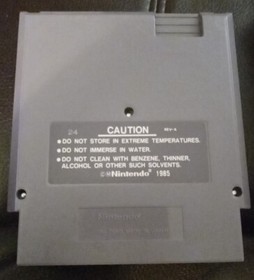 CAUTION REV-A
• DO NOT STORE IN EXTREME TEMPERATURES.
• DO NOT IMMERSE IN WATER.
• DO NOT CLEAN WITH BENZENE, THINNER,
ALCOHOL OR OTHER SUCH SOLVENTS.
©®Nintendo® 1985